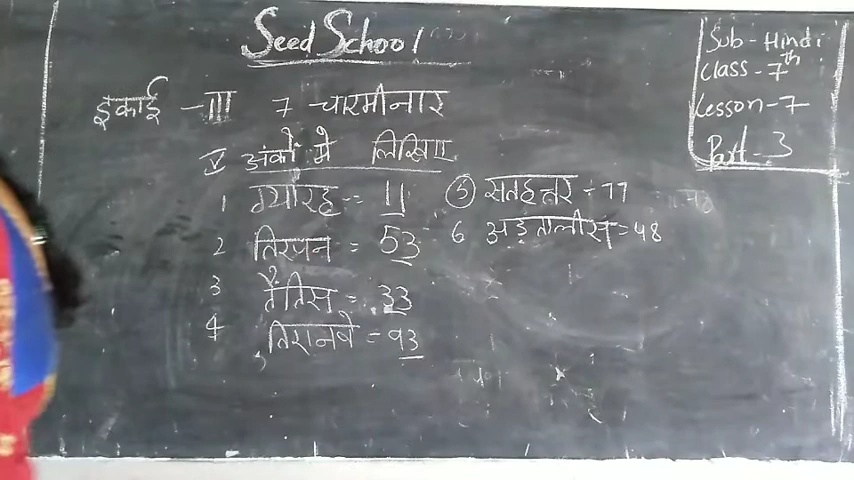 Seed School
Sub - Hindi
Class - 7th
Lesson - 7
Part - 3
इकाई - III 7 चारमीनार
V अंकों में लिखिए
1 ग्यारह = 11
2 तिरपन = 53
3 तैंतिस = 33
4 तिरानवे = 93
5 सतहत्तर = 77
6 अड़तालीस = 48